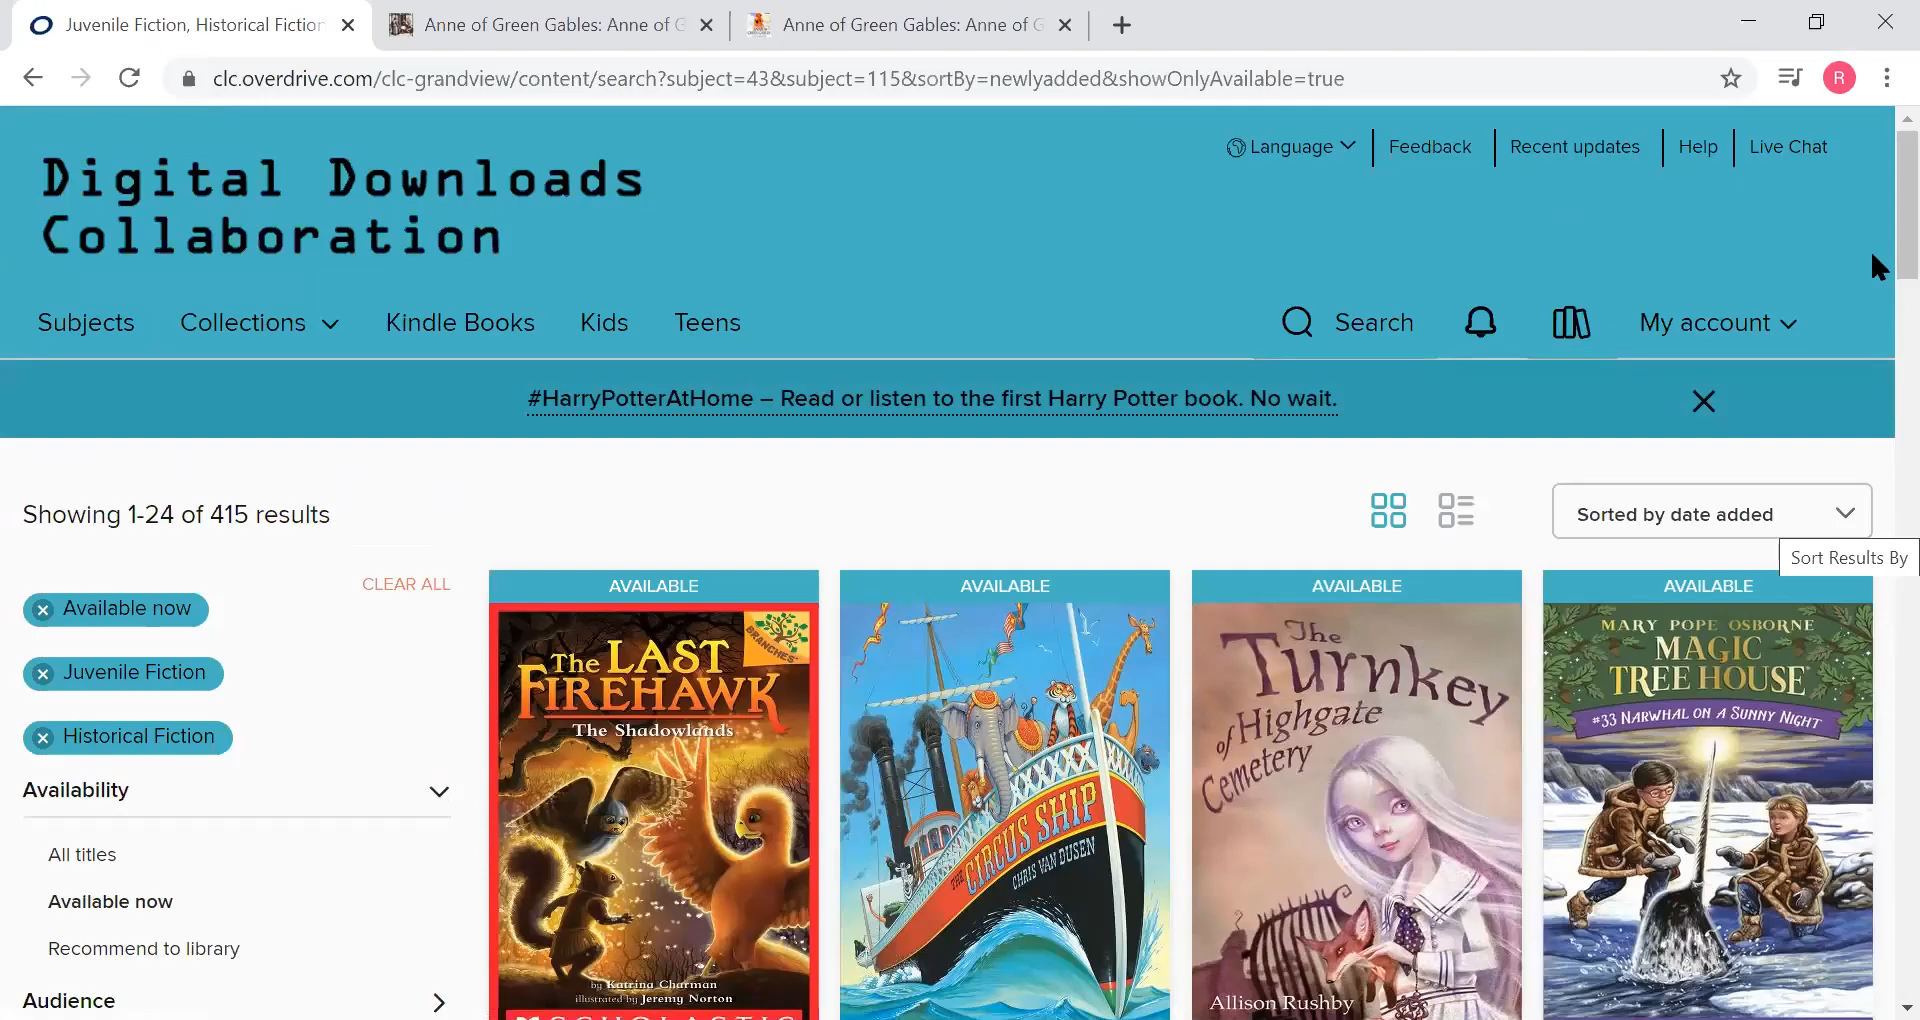 Juvenile Fiction, Historical Fiction
Anne of Green Gables: Anne of G
Anne of Green Gables: Anne of G
clc.overdrive.com/clc-grandview/content/search?subject=43&subject=115&sortBy=newlyadded&showOnlyAvailable=true
R
Language
Feedback
Recent updates
Help
Live Chat
Digital Downloads
Collaboration
Subjects
Collections
Kindle Books
Kids
Teens
Search
My account
#HarryPotterAtHome – Read or listen to the first Harry Potter book. No wait.
Showing 1-24 of 415 results
Sorted by date added
Sort Results By
CLEAR ALL
Available now
Juvenile Fiction
Historical Fiction
Availability
All titles
Available now
Recommend to library
Audience
AVAILABLE
BRANCHES
The LAST
FIREHAWK
The Shadowlands
by Katrina Charman
illustrated by Jeremy Norton
SCHOLASTIC
AVAILABLE
THE CIRCUS SHIP
CHRIS VAN DUSEN
AVAILABLE
The
Turnkey
of Highgate
Cemetery
Allison Rushby
AVAILABLE
MARY POPE OSBORNE
MAGIC
TREE HOUSE
#33 NARWHAL ON A SUNNY NIGHT